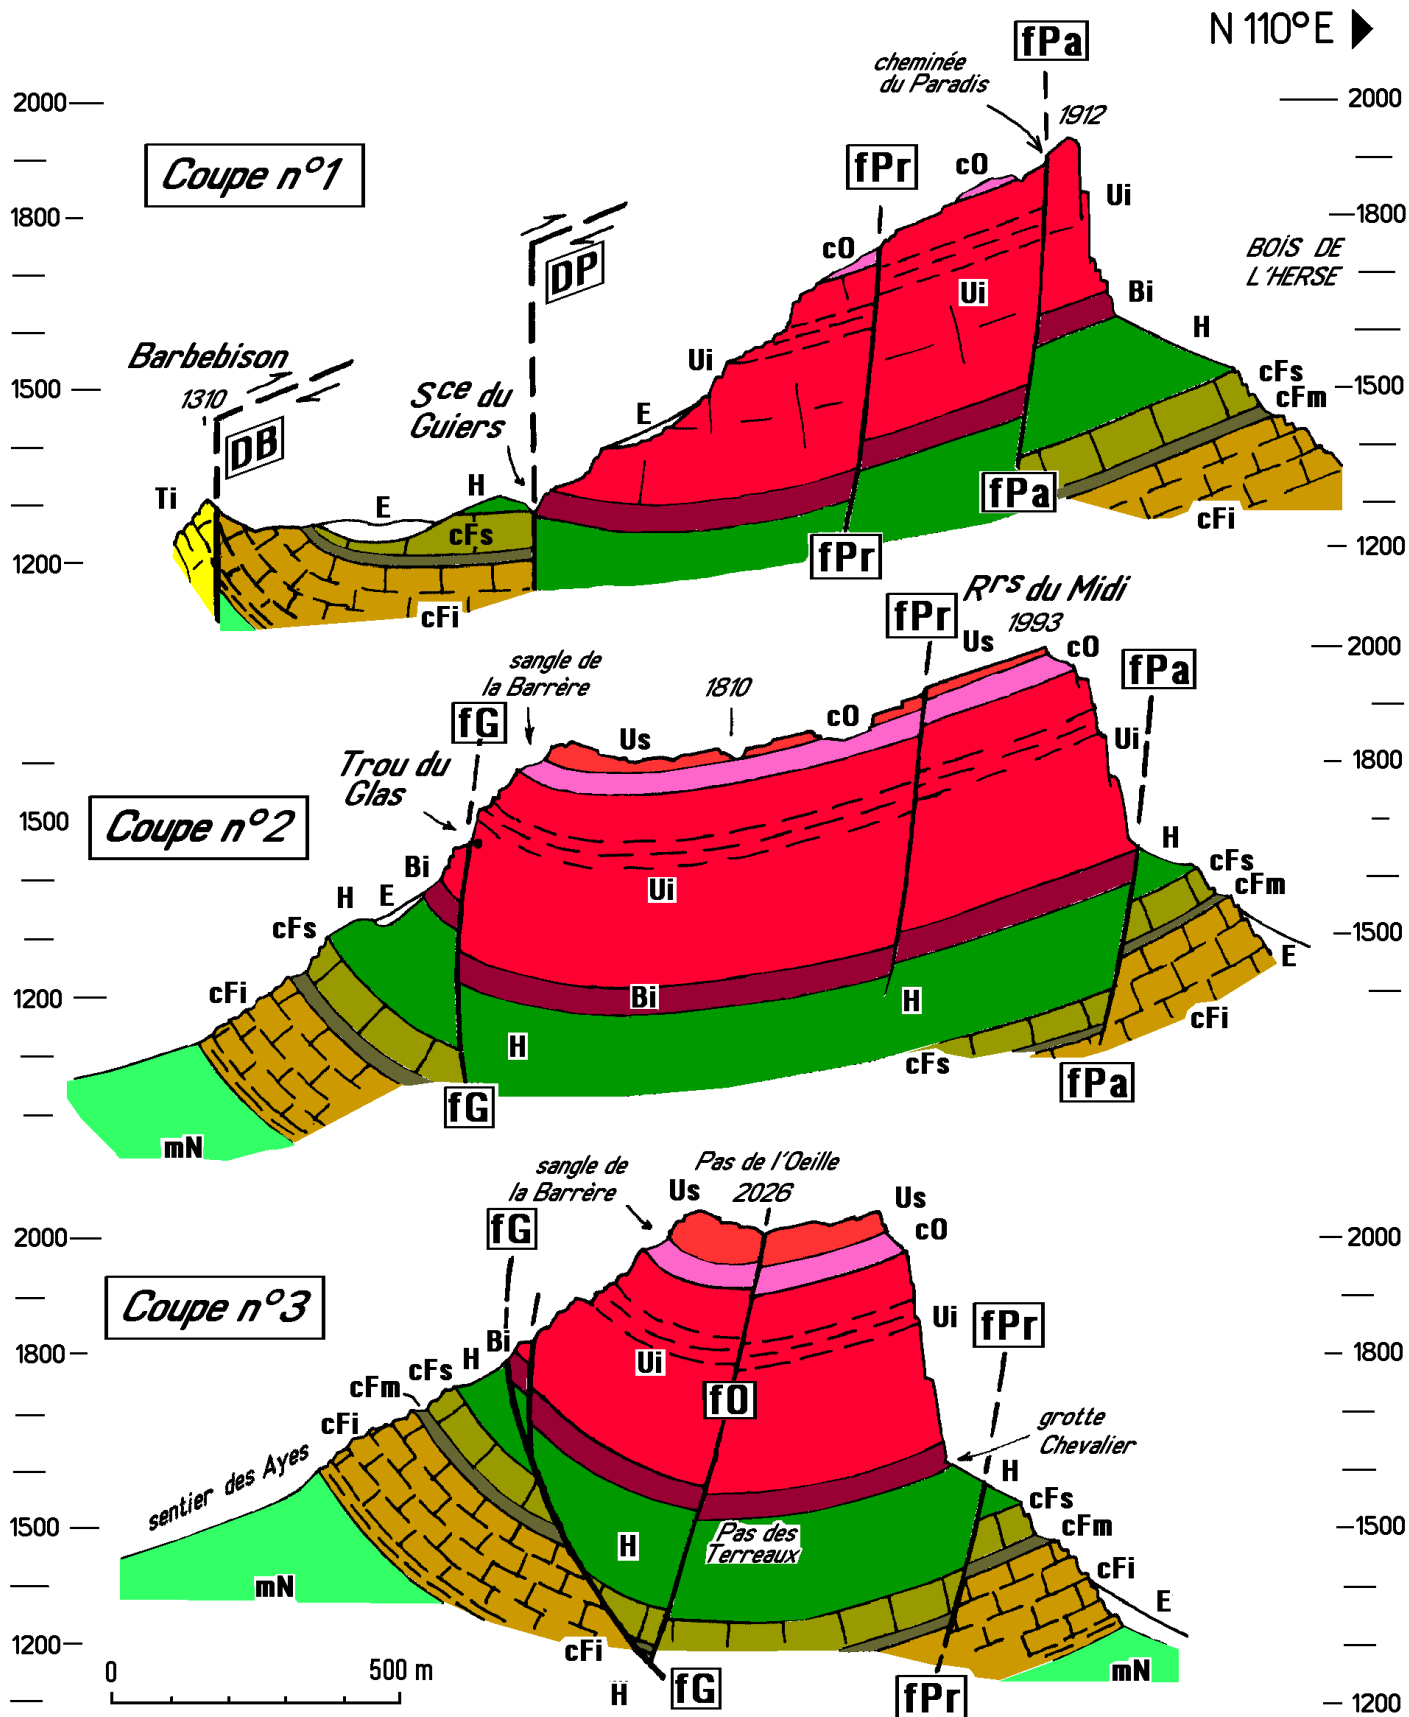 N 110°E
fPa
cheminée
du Paradis
1912
2000
2000
Coupe n°1
fPr
cO
Ui
1800
1800
DP
cO
BOIS DE
L'HERSE
Ui
Bi
H
Barbebison
1310
Ui
1500
1500
cFs
cFm
Sce du
Guiers
E
DB
Ti
E
H
cFs
fPa
cFi
1200
1200
fPr
cFi
Rrs du Midi
fPr
Us
1993
cO
2000
sangle de
la Barrère
1810
fPa
fG
Us
cO
Ui
1800
Trou du
Glas
1500
Coupe n°2
H
Bi
cFs
cFm
Ui
H
E
cFs
1500
E
cFi
1200
Bi
H
cFi
H
cFs
fPa
fG
mN
sangle de
la Barrère
Pas de l'Oeille
2026
Us
Us
cO
fG
2000
2000
Coupe n°3
Ui
fPr
Bi
1800
1800
H
cFs
cFm
Ui
cFi
fO
grotte
Chevalier
sentier des Ayes
H
cFs
cFm
1500
1500
Pas des
Terreaux
H
cFi
mN
E
1200
cFi
0
500 m
mN
H
fG
fPr
1200